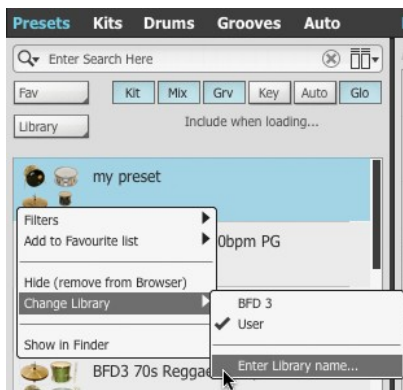 Presets Kits Drums Grooves Auto
Enter Search Here
Fav Kit Mix Grv Key Auto Glo
Library Include when loading...
my preset
Filters
Add to Favourite list
0bpm PG
Hide (remove from Browser)
Change Library
BFD 3
User
Show in Finder
Enter Library name...
BFD3 70s Reggae